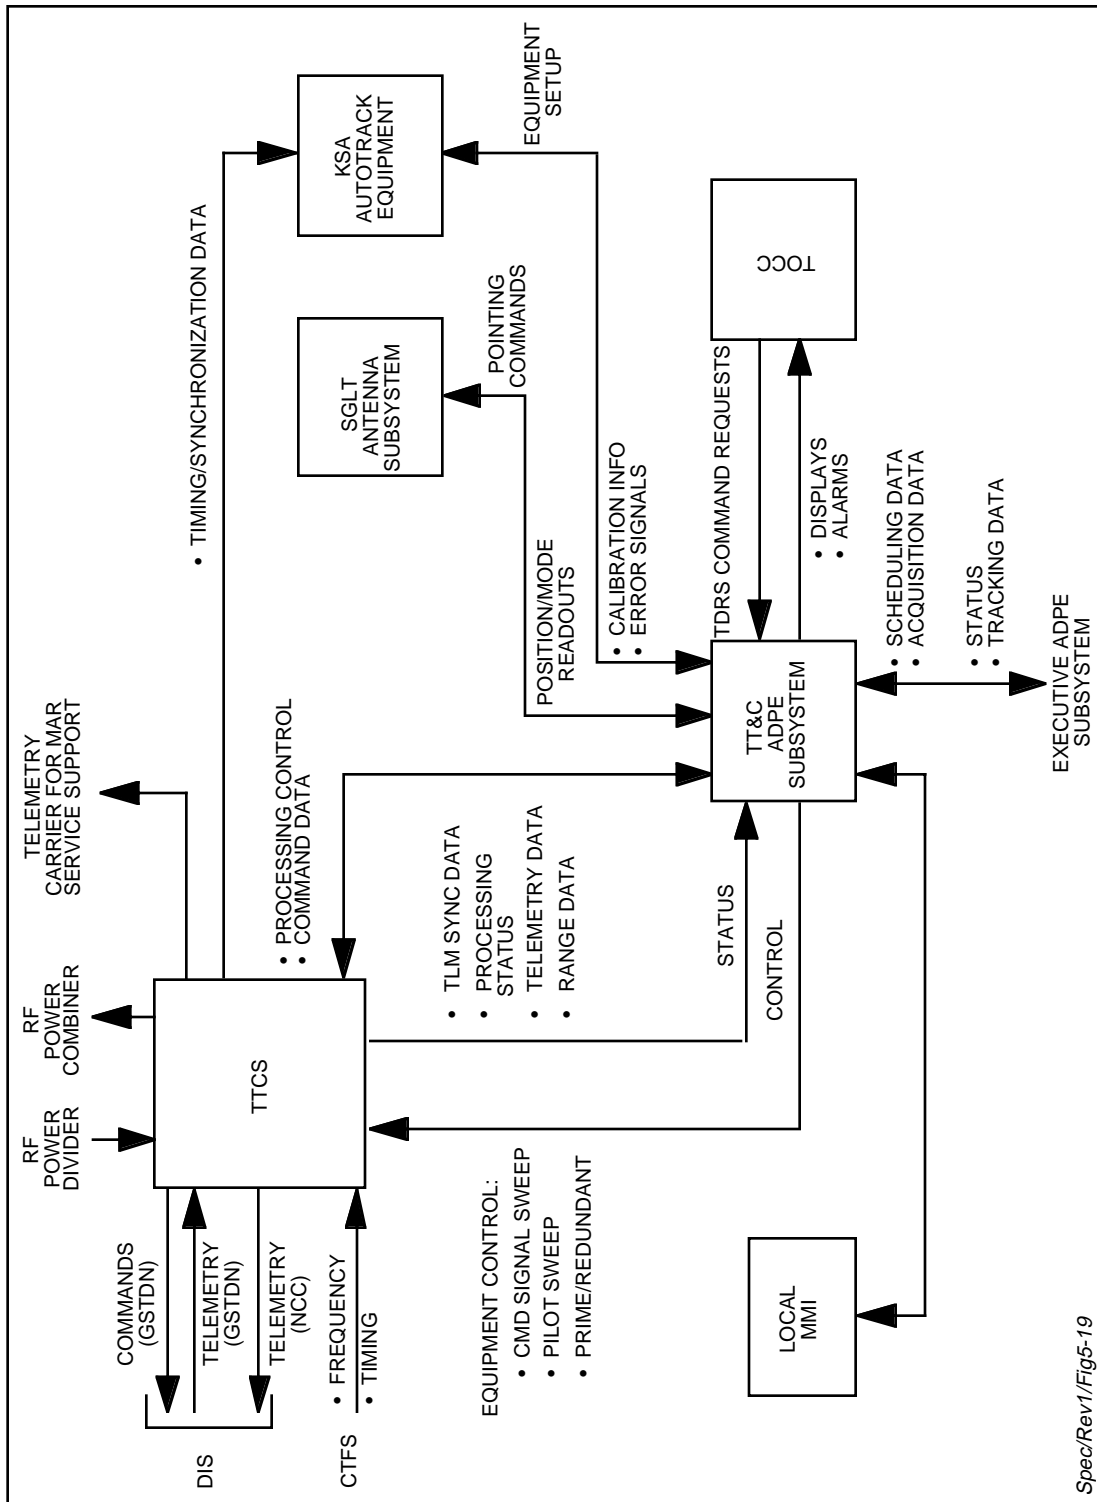 TELEMETRY
CARRIER FOR MAR
SERVICE SUPPORT
RF
POWER
COMBINER
RF
POWER
DIVIDER
COMMANDS
(GSTDN)
TELEMETRY
(GSTDN)
TELEMETRY
(NCC)
DIS
• FREQUENCY
• TIMING
CTFS
TTCS
• TIMING/SYNCHRONIZATION DATA
KSA
AUTOTRACK
EQUIPMENT
EQUIPMENT
SETUP
SGLT
ANTENNA
SUBSYSTEM
POINTING
COMMANDS
• PROCESSING CONTROL
• COMMAND DATA
POSITION/MODE
READOUTS
• CALIBRATION INFO
• ERROR SIGNALS
• TLM SYNC DATA
• PROCESSING
STATUS
• TELEMETRY DATA
• RANGE DATA
STATUS
CONTROL
EQUIPMENT CONTROL:
• CMD SIGNAL SWEEP
• PILOT SWEEP
• PRIME/REDUNDANT
TT&C
ADPE
SUBSYSTEM
TDRS COMMAND REQUESTS
• DISPLAYS
• ALARMS
TOCC
• SCHEDULING DATA
• ACQUISITION DATA
• STATUS
• TRACKING DATA
EXECUTIVE ADPE
SUBSYSTEM
LOCAL
MMI
Spec/Rev1/Fig5-19